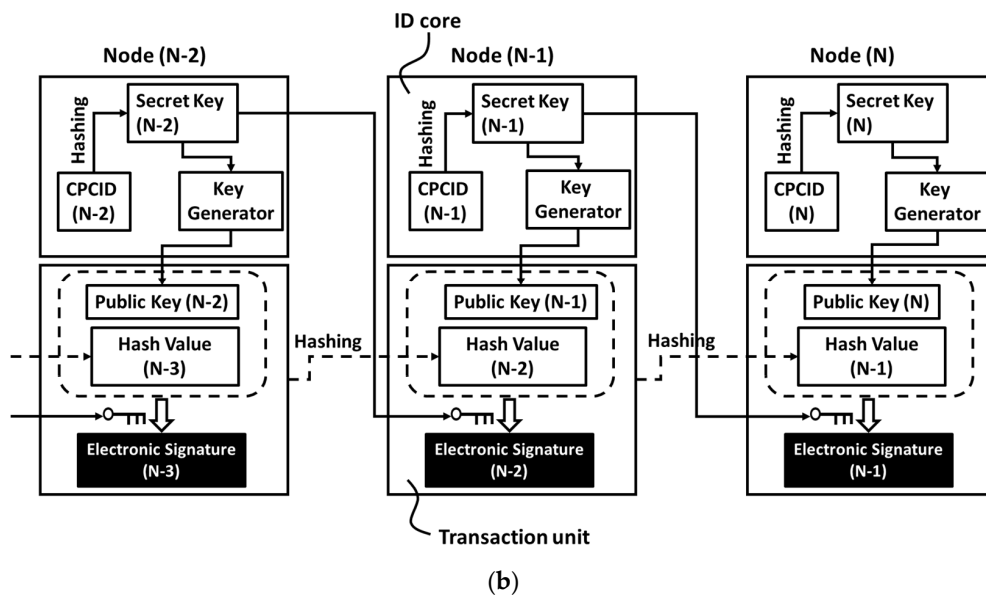 ID core
Node (N-2)
Node (N-1)
Node (N)
Hashing
Secret Key
(N-2)
CPCID
(N-2)
Key
Generator
Hashing
Secret Key
(N-1)
CPCID
(N-1)
Key
Generator
Hashing
Secret Key
(N)
CPCID
(N)
Key
Generator
Public Key (N-2)
Hash Value
(N-3)
Electronic Signature
(N-3)
Hashing
Public Key (N-1)
Hash Value
(N-2)
Electronic Signature
(N-2)
Hashing
Public Key (N)
Hash Value
(N-1)
Electronic Signature
(N-1)
Transaction unit
(b)